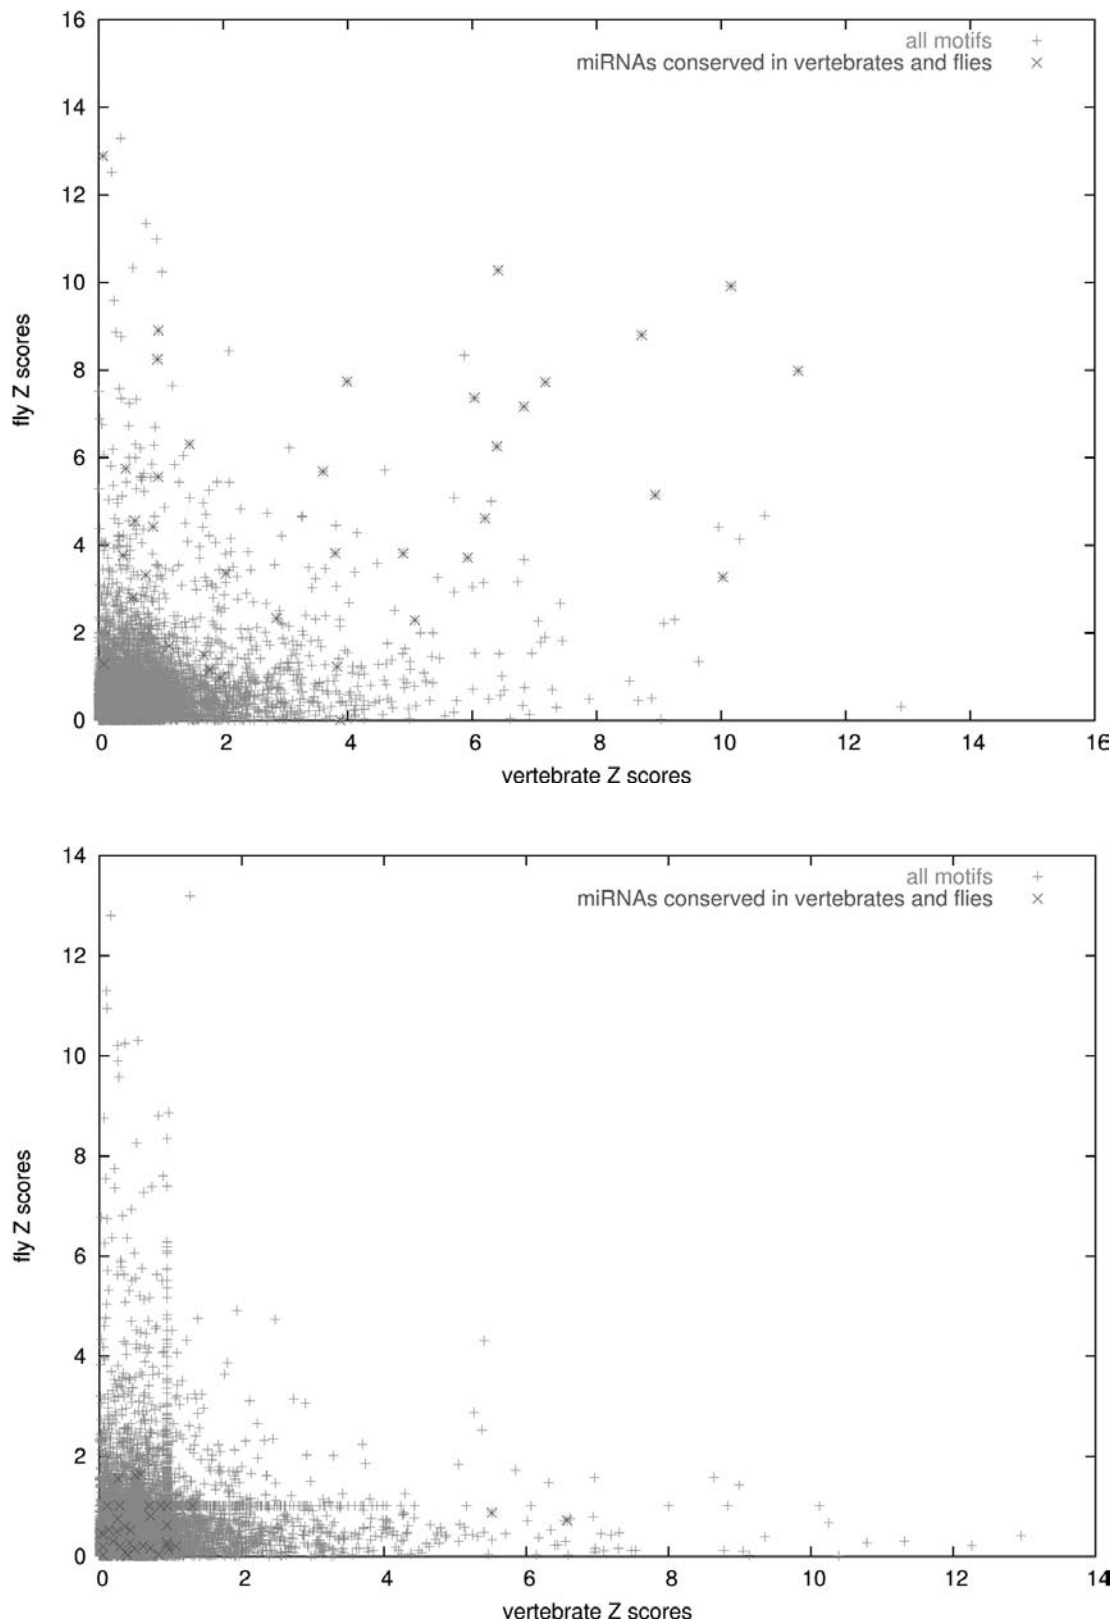 16
14
12
10
8
6
4
2
0
fly Z scores
all motifs
miRNAs conserved in vertebrates and flies
0 2 4 6 8 10 12 14 16
vertebrate Z scores
14
12
10
8
6
4
2
0
fly Z scores
all motifs
miRNAs conserved in vertebrates and flies
0 2 4 6 8 10 12 14
vertebrate Z scores